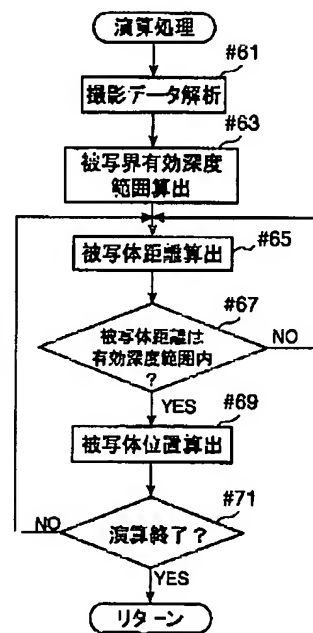 演算処理
#61
撮影データ解析
#63
被写界有効深度
範囲算出
#65
被写体距離算出
#67
被写体距離は
有効深度範囲内
?
NO
YES
#69
被写体位置算出
#71
NO
演算終了?
YES
リターン